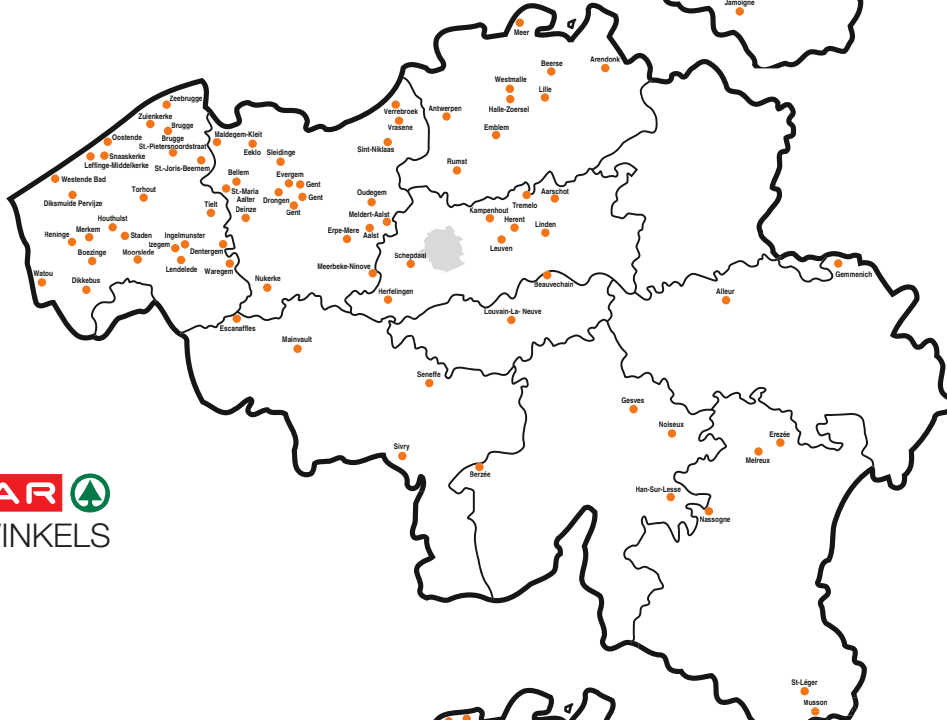 Jamoigne
Meer
Beerse
Arendonk
Westmalle
Lille
Halle-Zoersel
Antwerpen
Verrebroek
Vrasene
Emblem
Sint-Niklaas
Rumst
Zeebrugge
Zuienkerke
Brugge
Oostende
Brugge
St.-Pietersnoordstraat
Snaaskerke
Leffinge-Middelkerke
St.-Joris-Beernem
Maldegem-Kleit
Eeklo
Sleidinge
Westende Bad
Diksmuide Pervijze
Torhout
Bellem
St.-Maria
Aalter
Evergem
Gent
Drongen
Gent
Gent
Deinze
Tielt
Oudegem
Meldert-Aalst
Erpe-Mere
Aalst
Aarschot
Tremelo
Kampenhout
Herent
Linden
Leuven
Houthulst
Merkem
Reninge
Staden
Ingelmunster
Izegem
Dentergem
Boezinge
Moorslede
Lendelede
Waregem
Watou
Dikkebus
Nukerke
Meerbeke-Ninove
Schepdaal
Herfelingen
Beauvechain
Gemmenich
Alleur
Escanaffles
Louvain-La- Neuve
Mainvault
Seneffe
Gesves
Noiseux
Erezée
Melreux
Sivry
Berzée
Han-Sur-Lesse
Nassogne
AR
INKELS
St-Léger
Musson